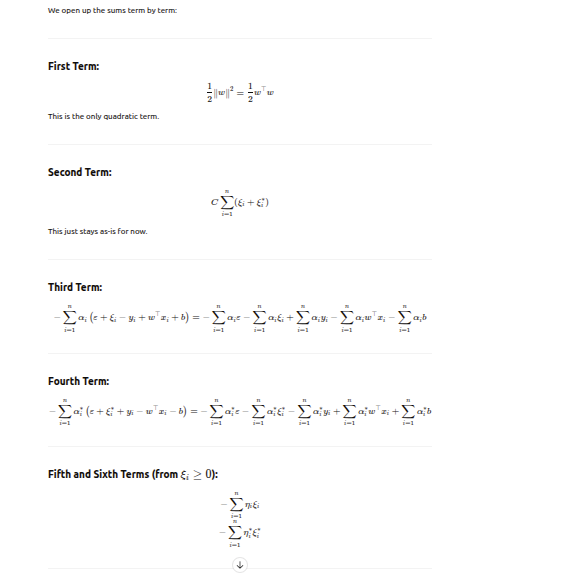 We open up the sums term by term:
First Term:
\frac{1}{2}\|w\|^2 = \frac{1}{2}w^\top w
This is the only quadratic term.
Second Term:
C\sum_{i=1}^{n}(\xi_i + \xi_i^*)
This just stays as-is for now.
Third Term:
-\sum_{i=1}^{n}\alpha_i\left(\varepsilon + \xi_i - y_i + w^\top x_i + b\right) = -\sum_{i=1}^{n}\alpha_i\varepsilon - \sum_{i=1}^{n}\alpha_i\xi_i + \sum_{i=1}^{n}\alpha_i y_i - \sum_{i=1}^{n}\alpha_i w^\top x_i - \sum_{i=1}^{n}\alpha_i b
Fourth Term:
-\sum_{i=1}^{n}\alpha_i^*\left(\varepsilon + \xi_i^* + y_i - w^\top x_i - b\right) = -\sum_{i=1}^{n}\alpha_i^*\varepsilon - \sum_{i=1}^{n}\alpha_i^*\xi_i^* - \sum_{i=1}^{n}\alpha_i^* y_i + \sum_{i=1}^{n}\alpha_i^* w^\top x_i + \sum_{i=1}^{n}\alpha_i^* b
Fifth and Sixth Terms (from \xi_i \geq 0):
-\sum_{i=1}^{n}\eta_i\xi_i
-\sum_{i=1}^{n}\eta_i^*\xi_i^*